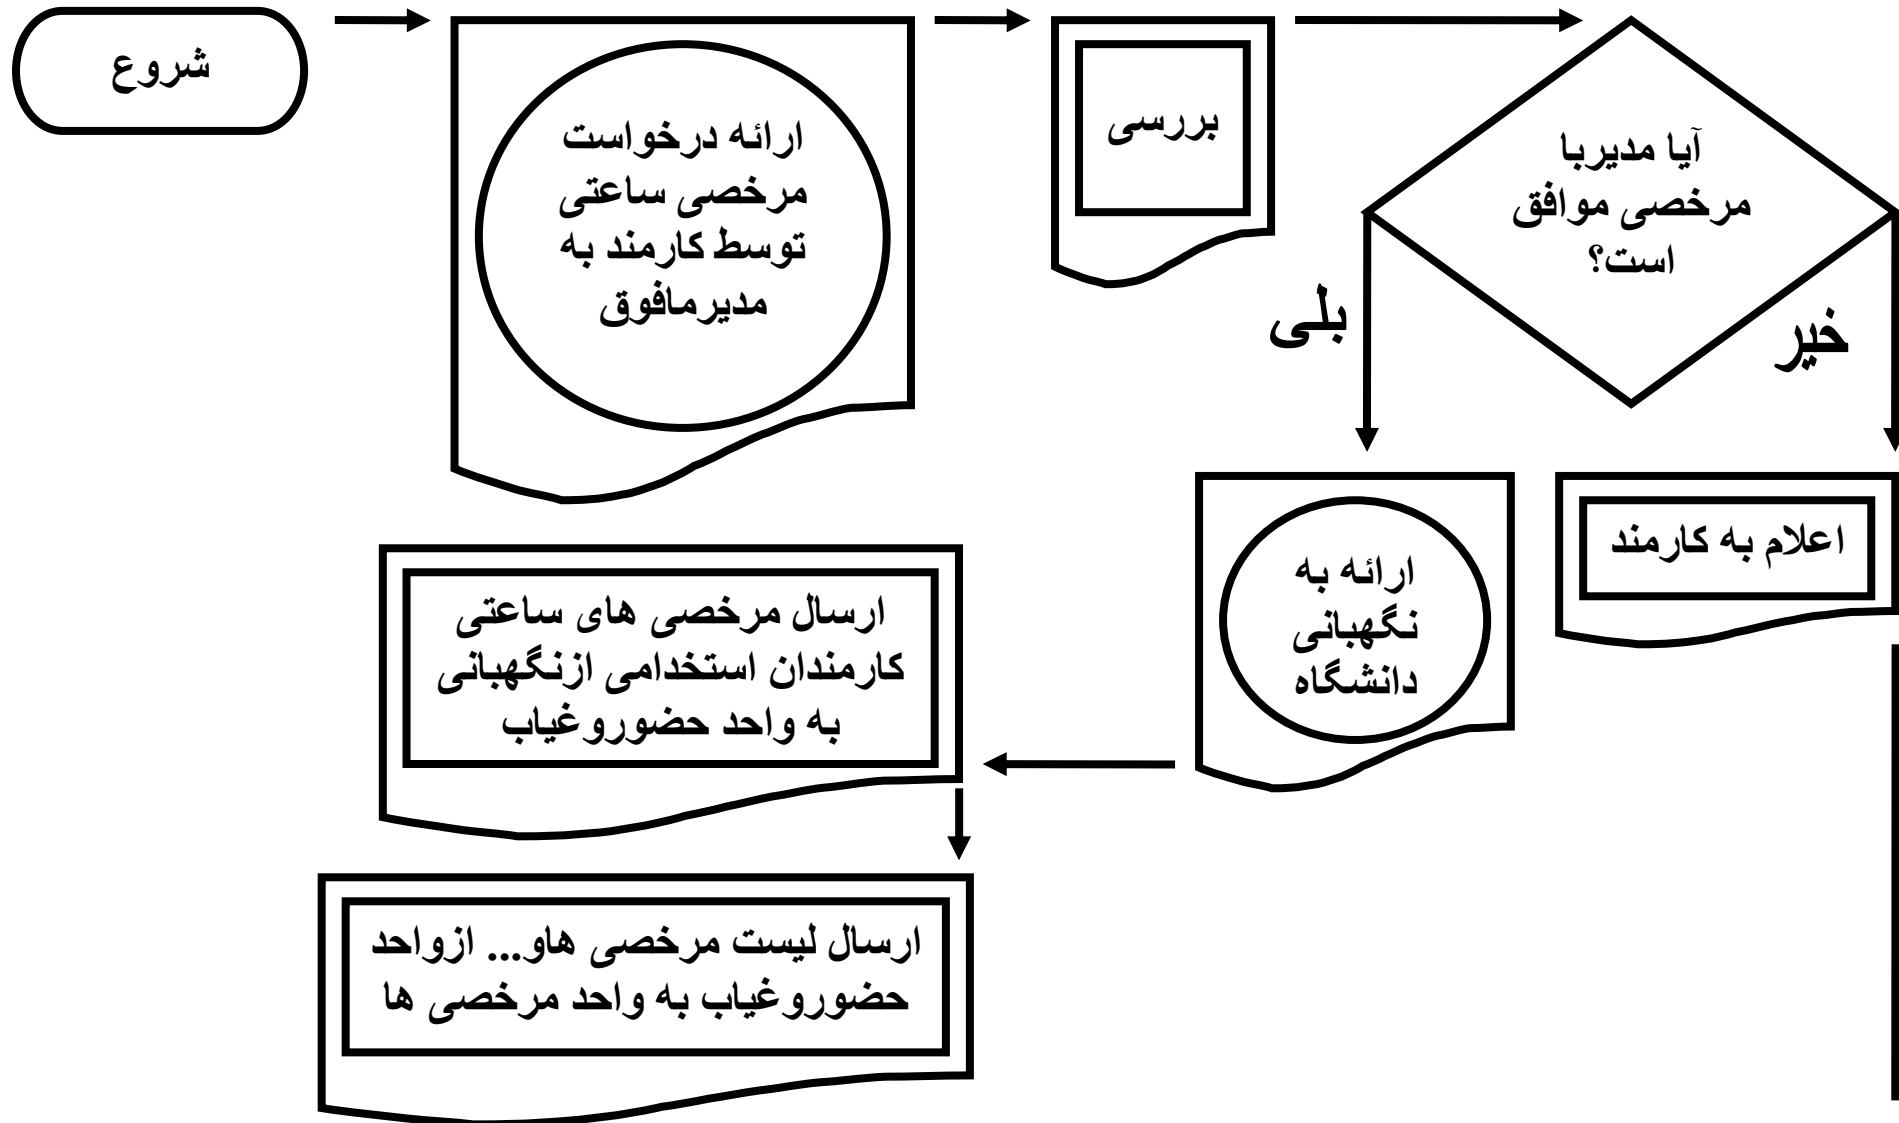 شروع
ارائه درخواست
مرخصی ساعتی
توسط کارمند به
مدیرمافوق
بررسی
آیا مدیربا
مرخصی موافق
است؟
بلی
خیر
ارائه به
نگهبانی
دانشگاه
اعلام به کارمند
ارسال مرخصی های ساعتی
کارمندان استخدامی ازنگهبانی
به واحد حضوروغیاب
ارسال لیست مرخصی هاو... ازواحد
حضوروغیاب به واحد مرخصی ها